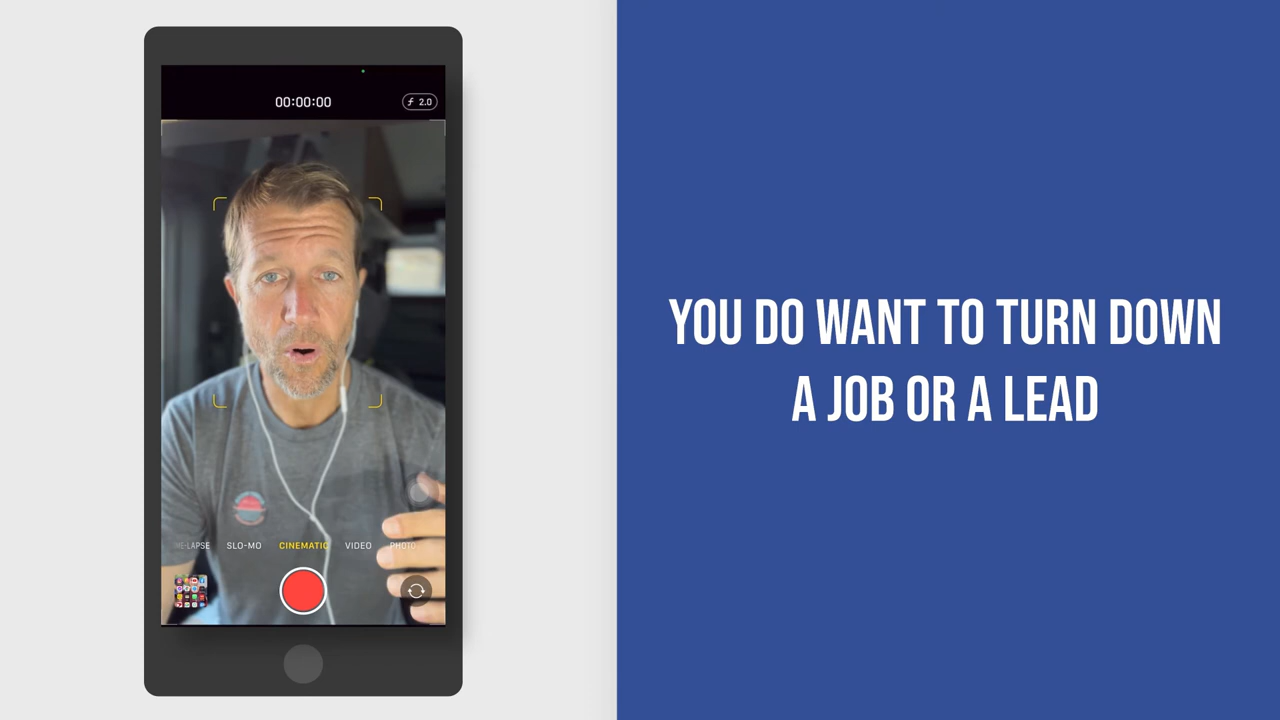 00:00:00
f 2.0
YOU DO WANT TO TURN DOWN
A JOB OR A LEAD
SLO-MO
CINEMATIC
VIDEO
PHOTO